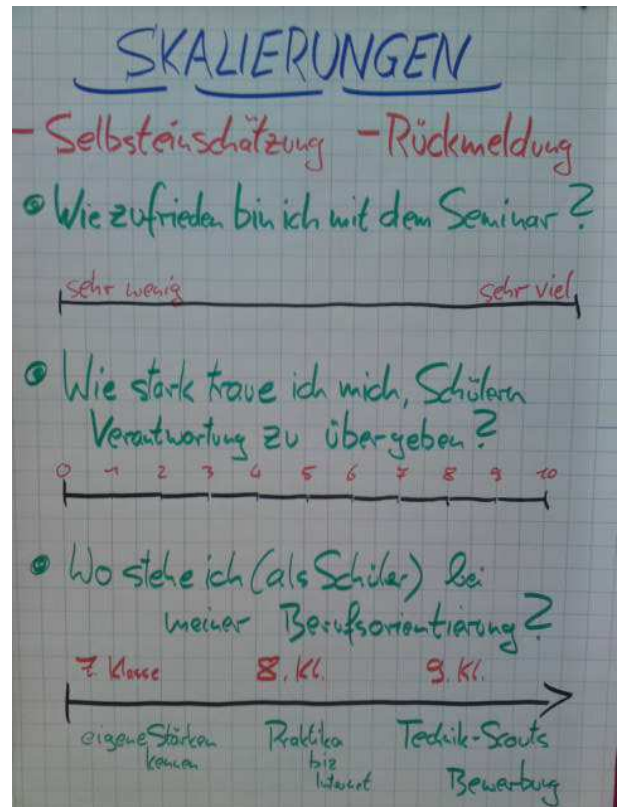 SKALIERUNGEN
- Selbsteinschätzung - Rückmeldung
• Wie zufrieden bin ich mit dem Seminar?
sehr wenig sehr viel
• Wie stark traue ich mich, Schülern
Verantwortung zu übergeben?
0 1 2 3 4 5 6 7 8 9 10
• Wo stehe ich (als Schüler) bei
meiner Berufsorientierung?
7. Klasse 8. Kl. 9. Kl.
eigene Stärken Praktika Technik-Scouts
kennen biz Bewerbung
Internet